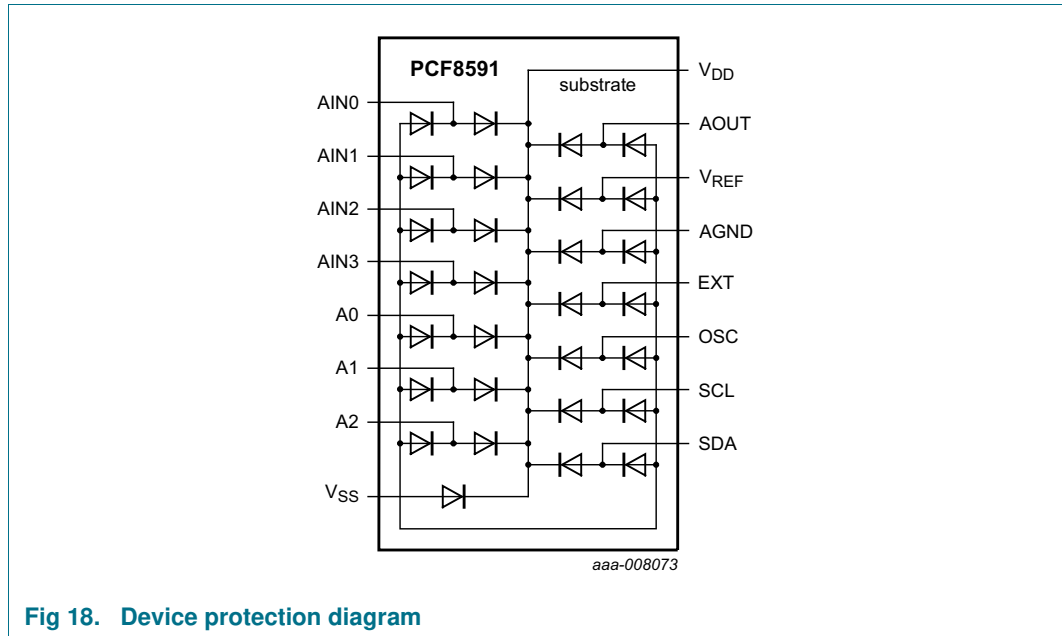 PCF8591
substrate
AIN0
AIN1
AIN2
AIN3
A0
A1
A2
VSS
VDD
AOUT
VREF
AGND
EXT
OSC
SCL
SDA
aaa-008073
Fig 18. Device protection diagram